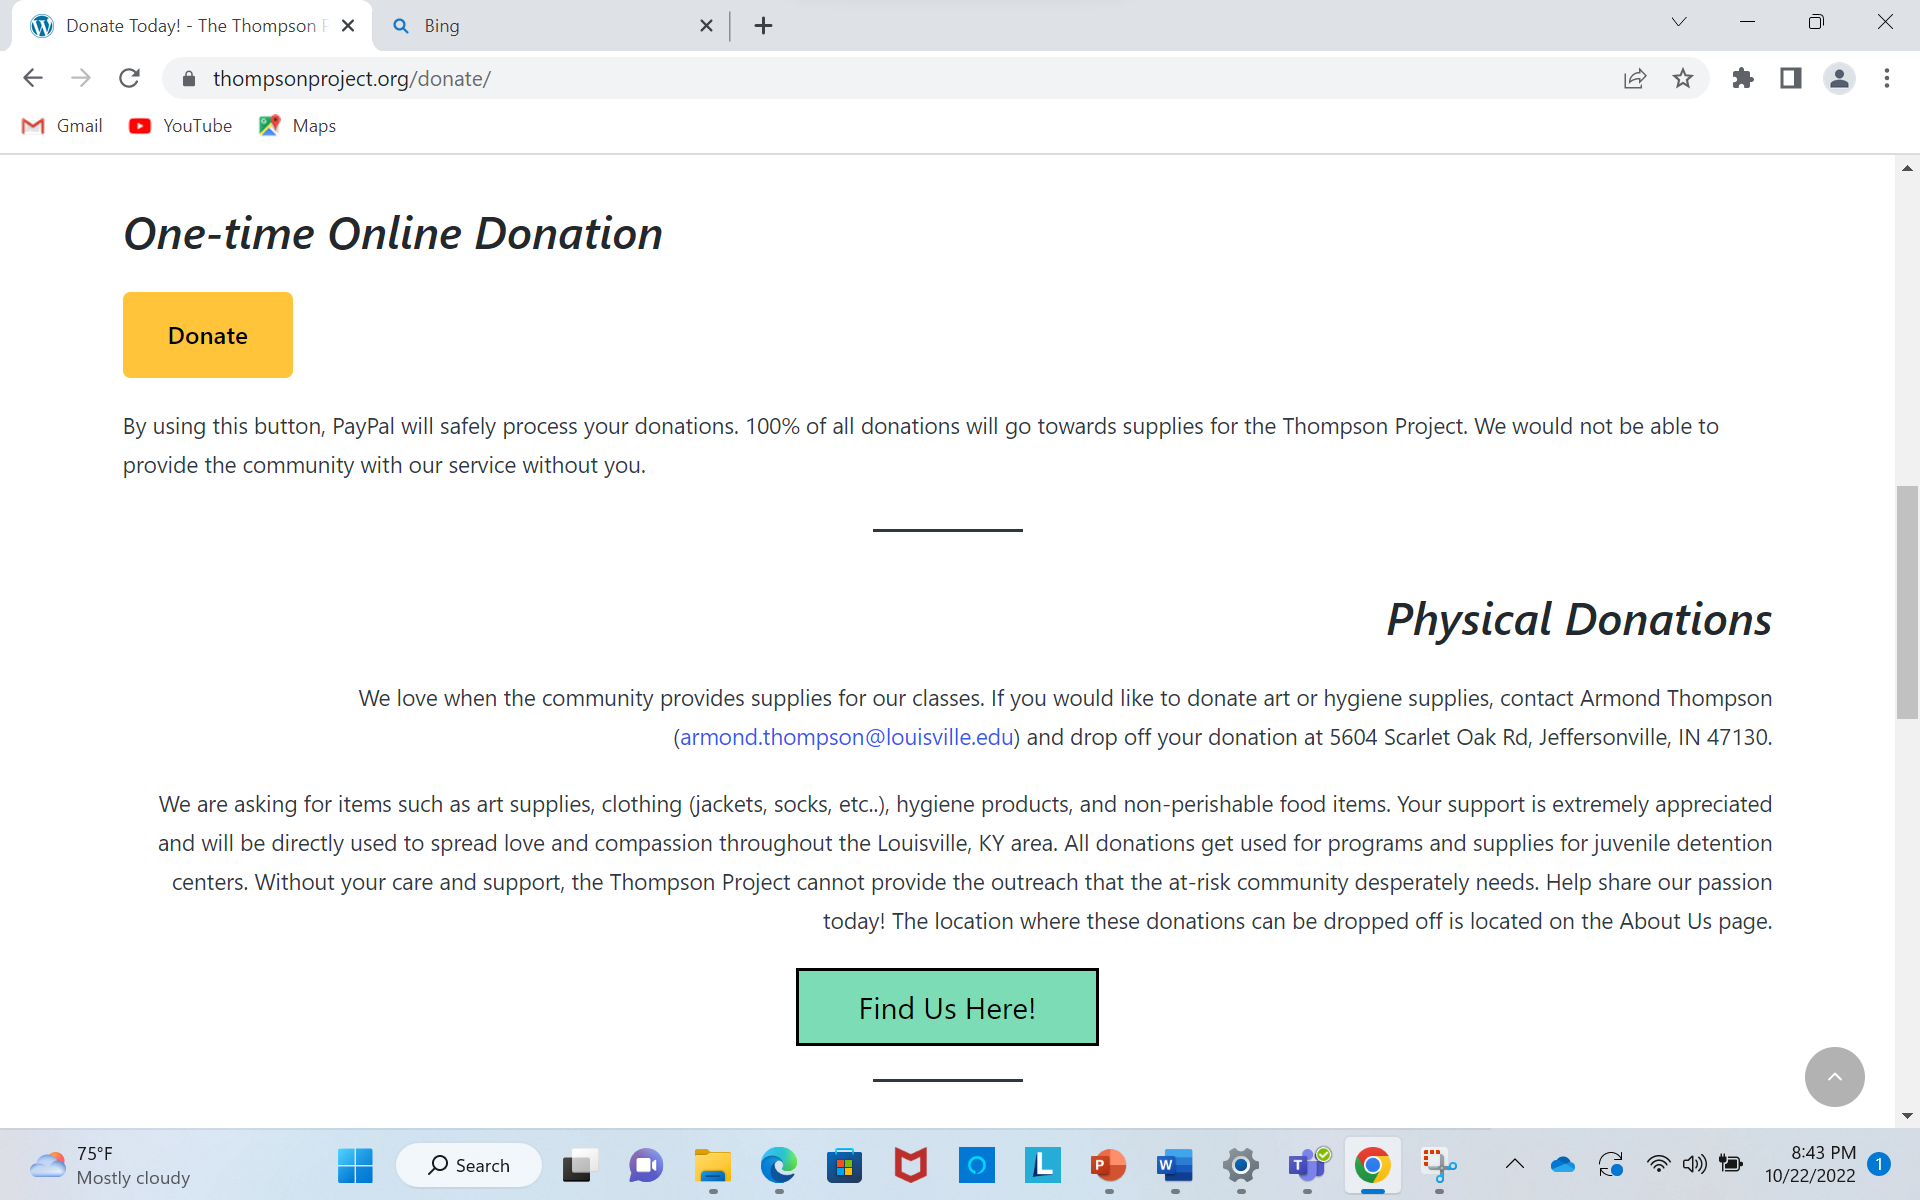 Donate Today! - The Thompson
Bing
thompsonproject.org/donate/
Gmail
YouTube
Maps
One-time Online Donation
Donate
By using this button, PayPal will safely process your donations. 100% of all donations will go towards supplies for the Thompson Project. We would not be able to
provide the community with our service without you.
Physical Donations
We love when the community provides supplies for our classes. If you would like to donate art or hygiene supplies, contact Armond Thompson
(armond.thompson@louisville.edu) and drop off your donation at 5604 Scarlet Oak Rd, Jeffersonville, IN 47130.
We are asking for items such as art supplies, clothing (jackets, socks, etc..), hygiene products, and non-perishable food items. Your support is extremely appreciated
and will be directly used to spread love and compassion throughout the Louisville, KY area. All donations get used for programs and supplies for juvenile detention
centers. Without your care and support, the Thompson Project cannot provide the outreach that the at-risk community desperately needs. Help share our passion
today! The location where these donations can be dropped off is located on the About Us page.
Find Us Here!
75°F
Mostly cloudy
Search
8:43 PM
10/22/2022
1